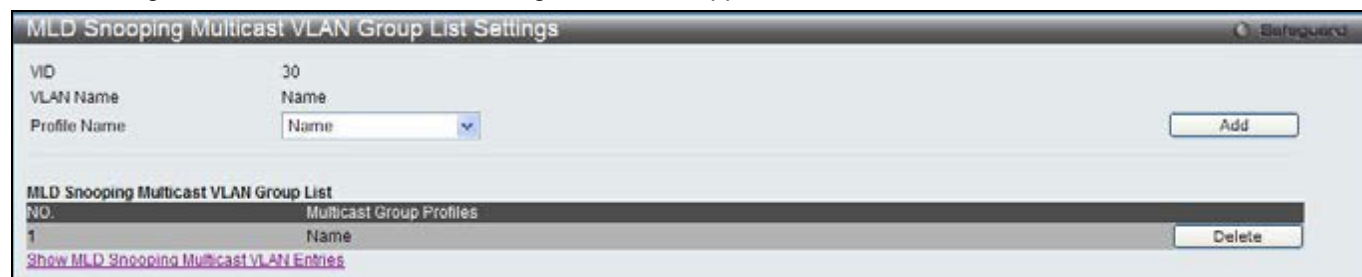 MLD Snooping Multicast VLAN Group List Settings Safeguard
VID 30
VLAN Name Name
Profile Name Name Add
MLD Snooping Multicast VLAN Group List
NO. Multicast Group Profiles
1 Name Delete
Show MLD Snooping Multicast VLAN Entries